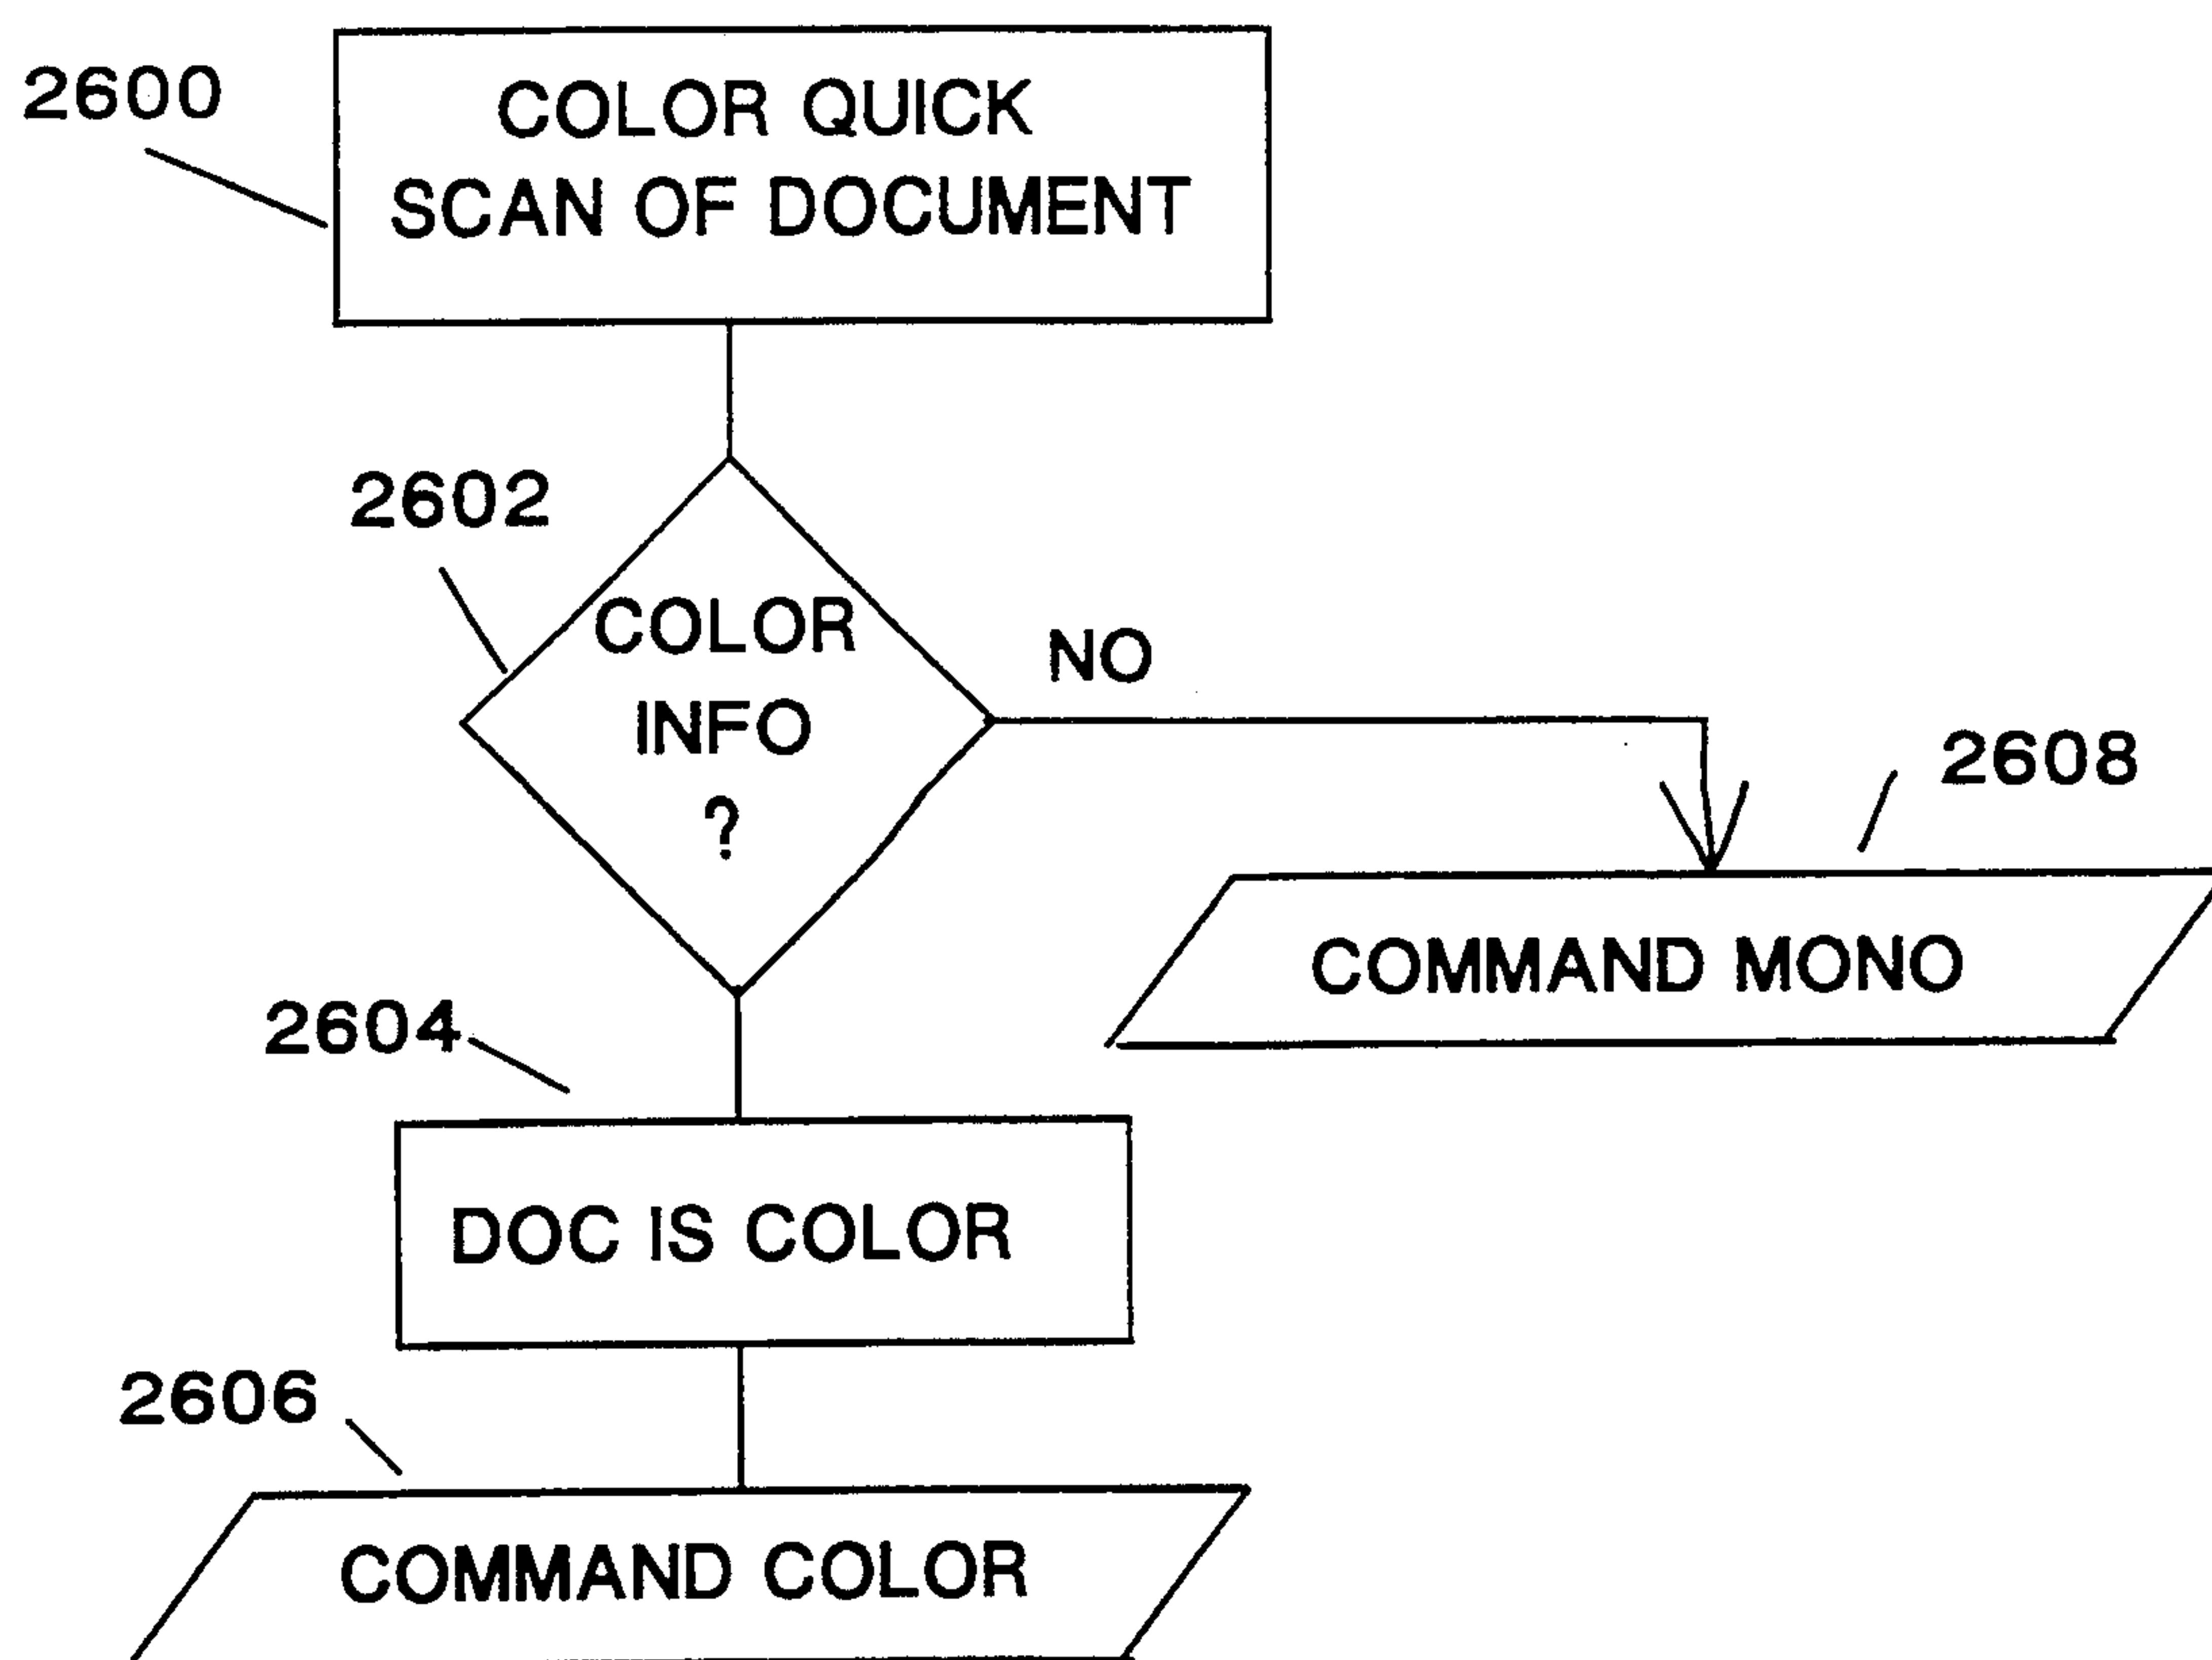 2600
COLOR QUICK
SCAN OF DOCUMENT
2602
COLOR
INFO
?
NO
2608
COMMAND MONO
2604
DOC IS COLOR
2606
COMMAND COLOR